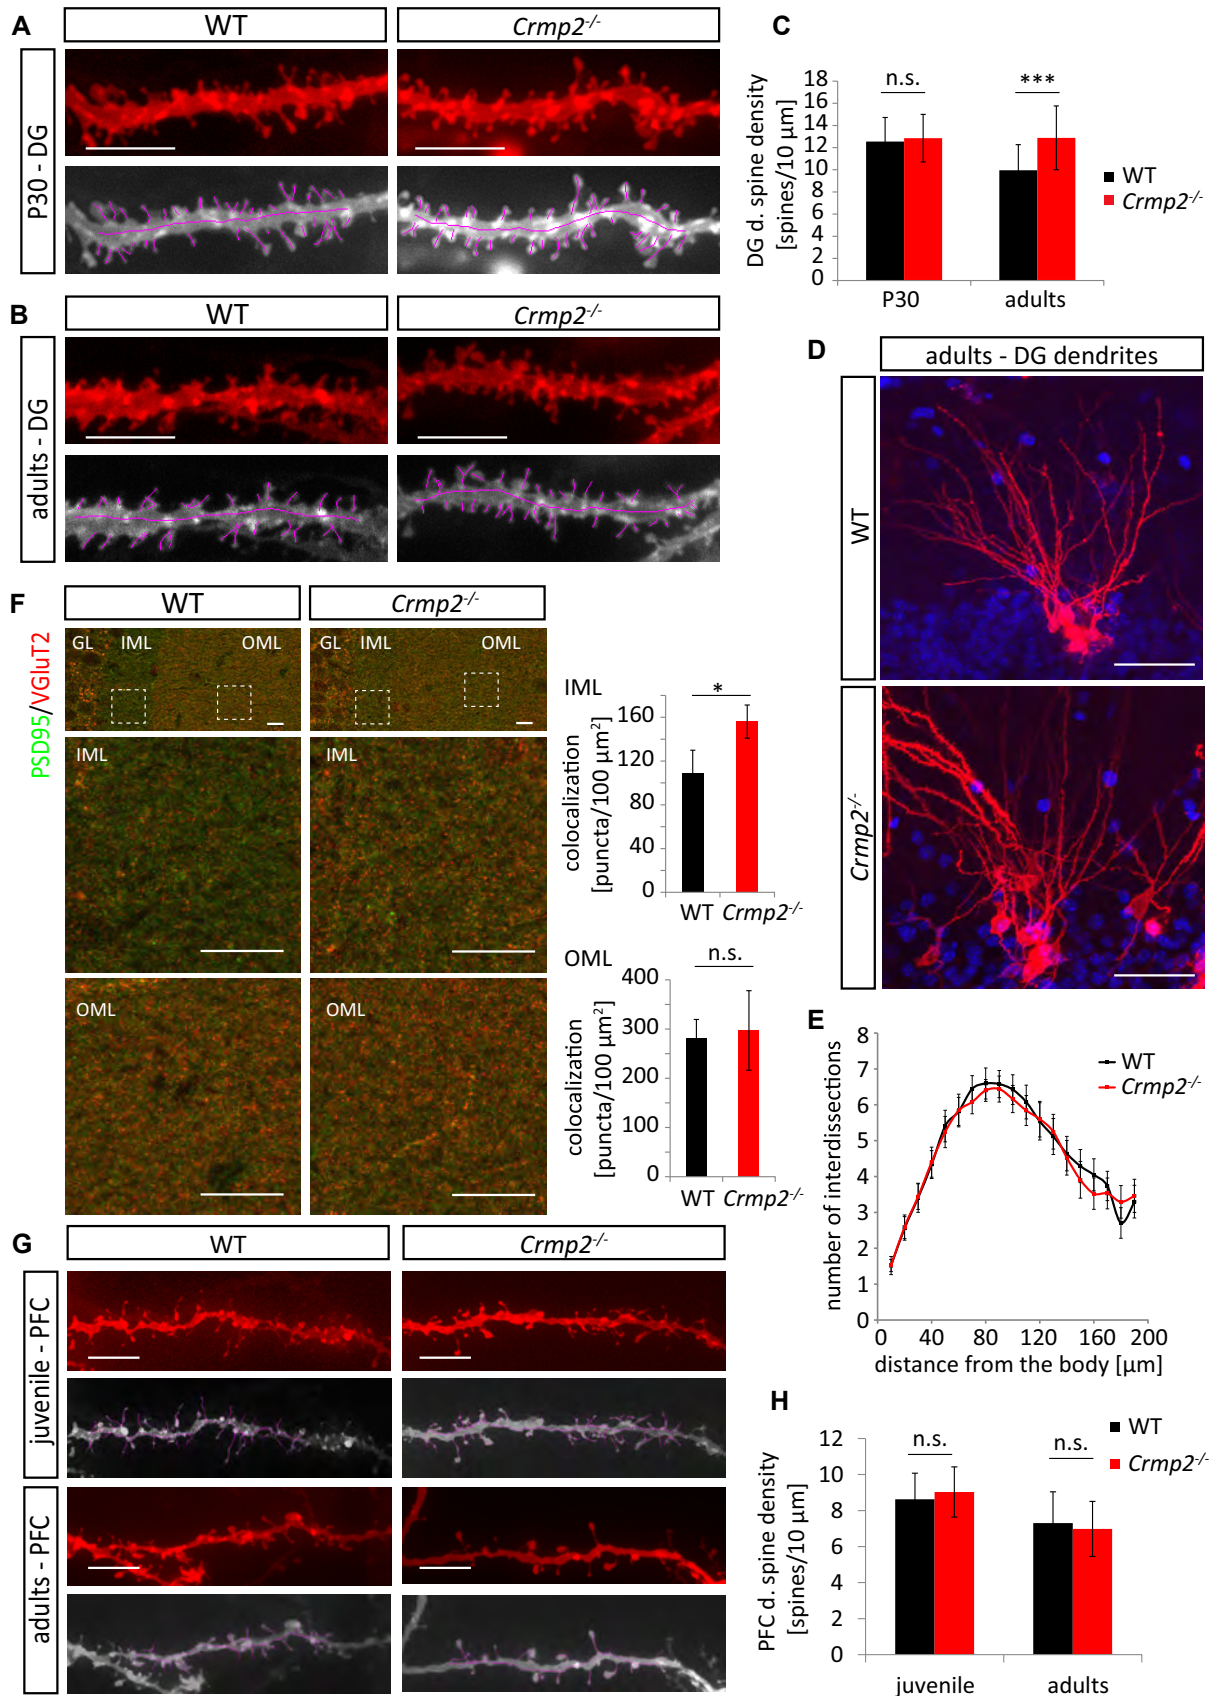 A
WT
Crmp2-/-
P30 - DG
B
WT
Crmp2-/-
adults - DG
C
DG d. spine density
[spines/10 µm]
18
16
14
12
10
8
6
4
2
0
n.s.
***
P30
adults
WT
Crmp2-/-
D
adults - DG dendrites
WT
Crmp2-/-
E
number of interdissections
8
7
6
5
4
3
2
1
0
0
40
80
120
160
200
distance from the body [µm]
WT
Crmp2-/-
F
PSD95/VGluT2
WT
Crmp2-/-
GL
IML
OML
GL
IML
OML
IML
IML
OML
OML
IML
colocalization
[puncta/100 µm²]
160
120
80
40
0
*
WT
Crmp2-/-
OML
colocalization
[puncta/100 µm²]
400
300
200
100
0
n.s.
WT
Crmp2-/-
G
WT
Crmp2-/-
juvenile - PFC
adults - PFC
H
PFC d. spine density
[spines/10 µm]
12
10
8
6
4
2
0
n.s.
n.s.
juvenile
adults
WT
Crmp2-/-